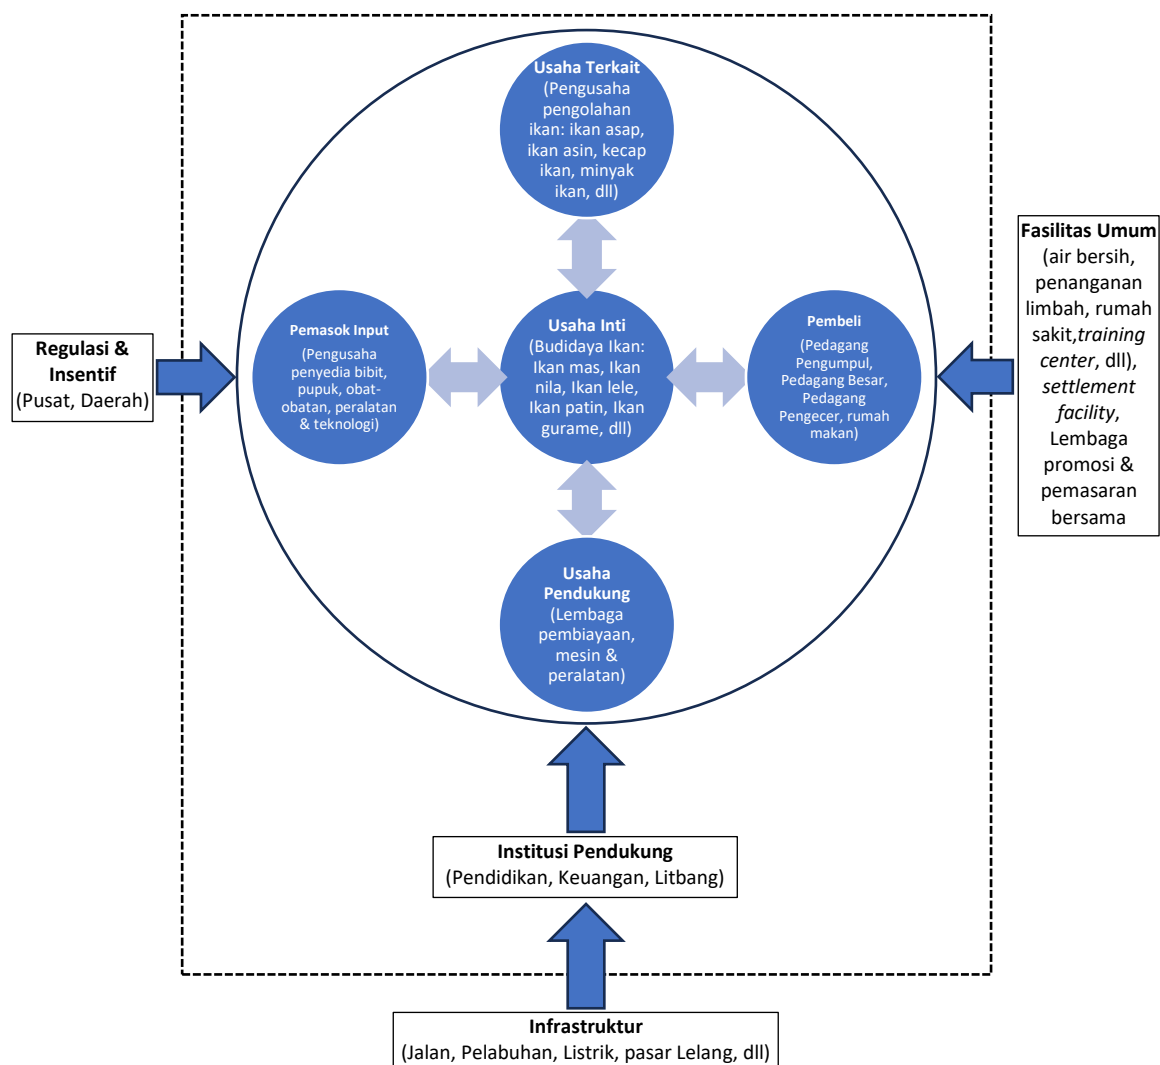 Usaha Terkait
(Pengusaha
pengolahan
ikan: ikan asap,
ikan asin, kecap
ikan, minyak
ikan, dll)
Regulasi &
Insentif
(Pusat, Daerah)
Pemasok Input
(Pengusaha
penyedia bibit,
pupuk, obat-
obatan, peralatan
& teknologi)
Usaha Inti
(Budidaya Ikan:
Ikan mas, Ikan
nila, Ikan lele,
Ikan patin, Ikan
gurame, dll)
Pembeli
(Pedagang
Pengumpul,
Pedagang Besar,
Pedagang
Pengecer, rumah
makan)
Fasilitas Umum
(air bersih,
penanganan
limbah, rumah
sakit,training
center, dll),
settlement
facility,
Lembaga
promosi &
pemasaran
bersama
Usaha
Pendukung
(Lembaga
pembiayaan,
mesin &
peralatan)
Institusi Pendukung
(Pendidikan, Keuangan, Litbang)
Infrastruktur
(Jalan, Pelabuhan, Listrik, pasar Lelang, dll)